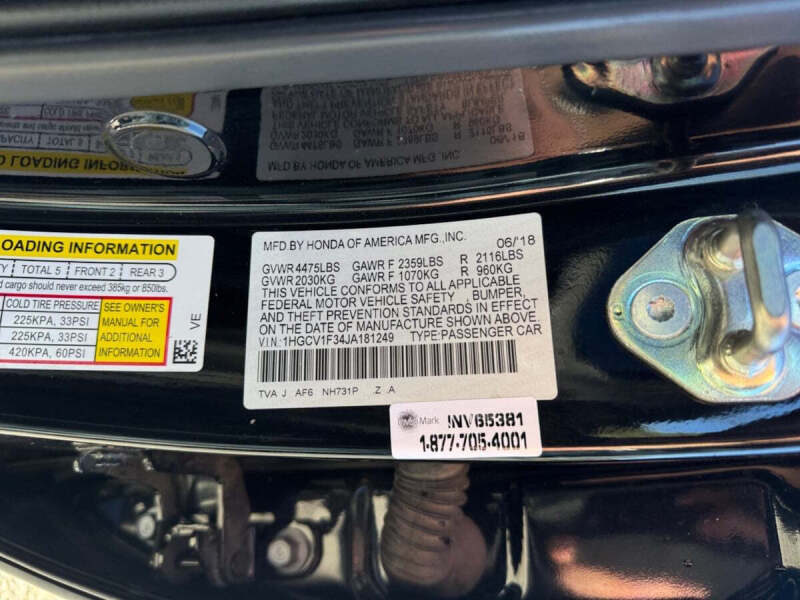 OADING INFORMATION
TY TOTAL 5 FRONT 2 REAR 3
d cargo should never exceed 385kg or 850lbs.
COLD TIRE PRESSURE
225KPA, 33PSI
225KPA, 33PSI
420KPA, 60PSI
SEE OWNER'S
MANUAL FOR
ADDITIONAL
INFORMATION
VE
MFD BY HONDA OF AMERICA MFG.,INC. 06/18
GVWR 4475LBS GAWR F 2359LBS R 2116LBS
GVWR 2030KG GAWR F 1070KG R 960KG
THIS VEHICLE CONFORMS TO ALL APPLICABLE
FEDERAL MOTOR VEHICLE SAFETY , BUMPER,
AND THEFT PREVENTION STANDARDS IN EFFECT
ON THE DATE OF MANUFACTURE SHOWN ABOVE.
VIN:1HGCV1F34JA181249 TYPE:PASSENGER CAR
TVA J AF6 NH731P Z A
Mark INV65381
1-877-705-4001